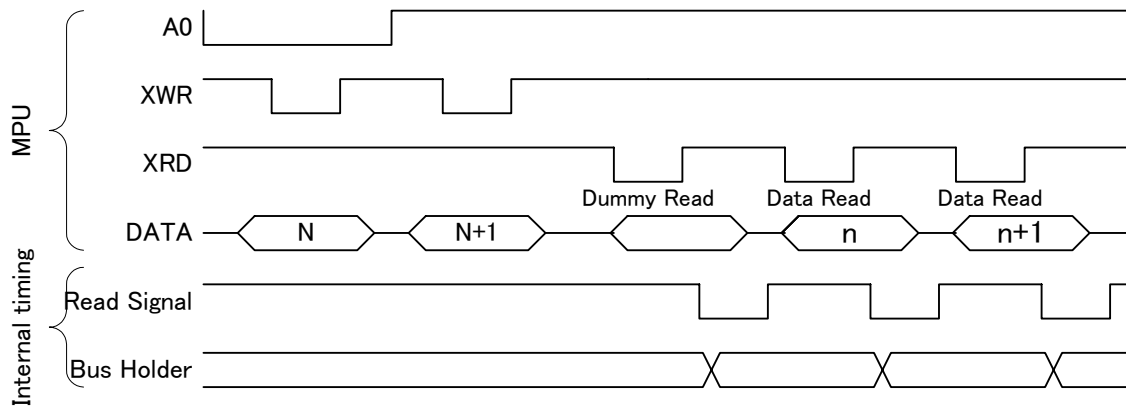 MPU
A0
XWR
XRD
Dummy Read Data Read Data Read
DATA N N+1 n n+1
Internal timing
Read Signal
Bus Holder